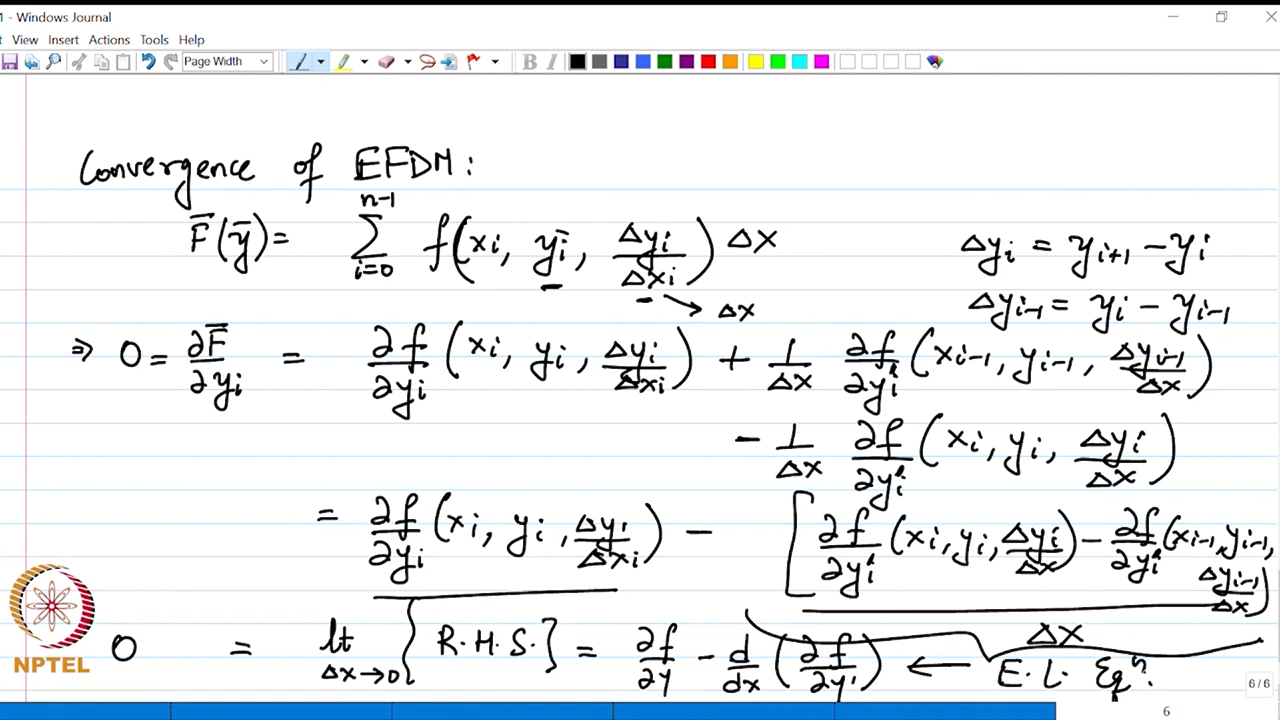 1 - Windows Journal
View Insert Actions Tools Help
Page Width
B I
Convergence of EFDM:
F̅(y̅) = Σ_{i=0}^{n-1} f(xi, y̅i, Δyi/Δxi) Δx
→ Δx
Δyi = yi+1 - yi
Δyi-1 = yi - yi-1
⇒ 0 = ∂F̅/∂yi = ∂f/∂yi (xi, yi, Δyi/Δxi) + 1/Δx ∂f/∂yi' (xi-1, yi-1, Δyi-1/Δx)
- 1/Δx ∂f/∂yi' (xi, yi, Δyi/Δx)
= ∂f/∂yi (xi, yi, Δyi/Δxi) - [∂f/∂yi' (xi, yi, Δyi/Δx) - ∂f/∂yi' (xi-1, yi-1, Δyi-1/Δx)
Δx
0 = lt_{Δx→0} { R.H.S. } = ∂f/∂y - d/dx (∂f/∂y') ← E.L. Eqⁿ.
NPTEL
6/6
6